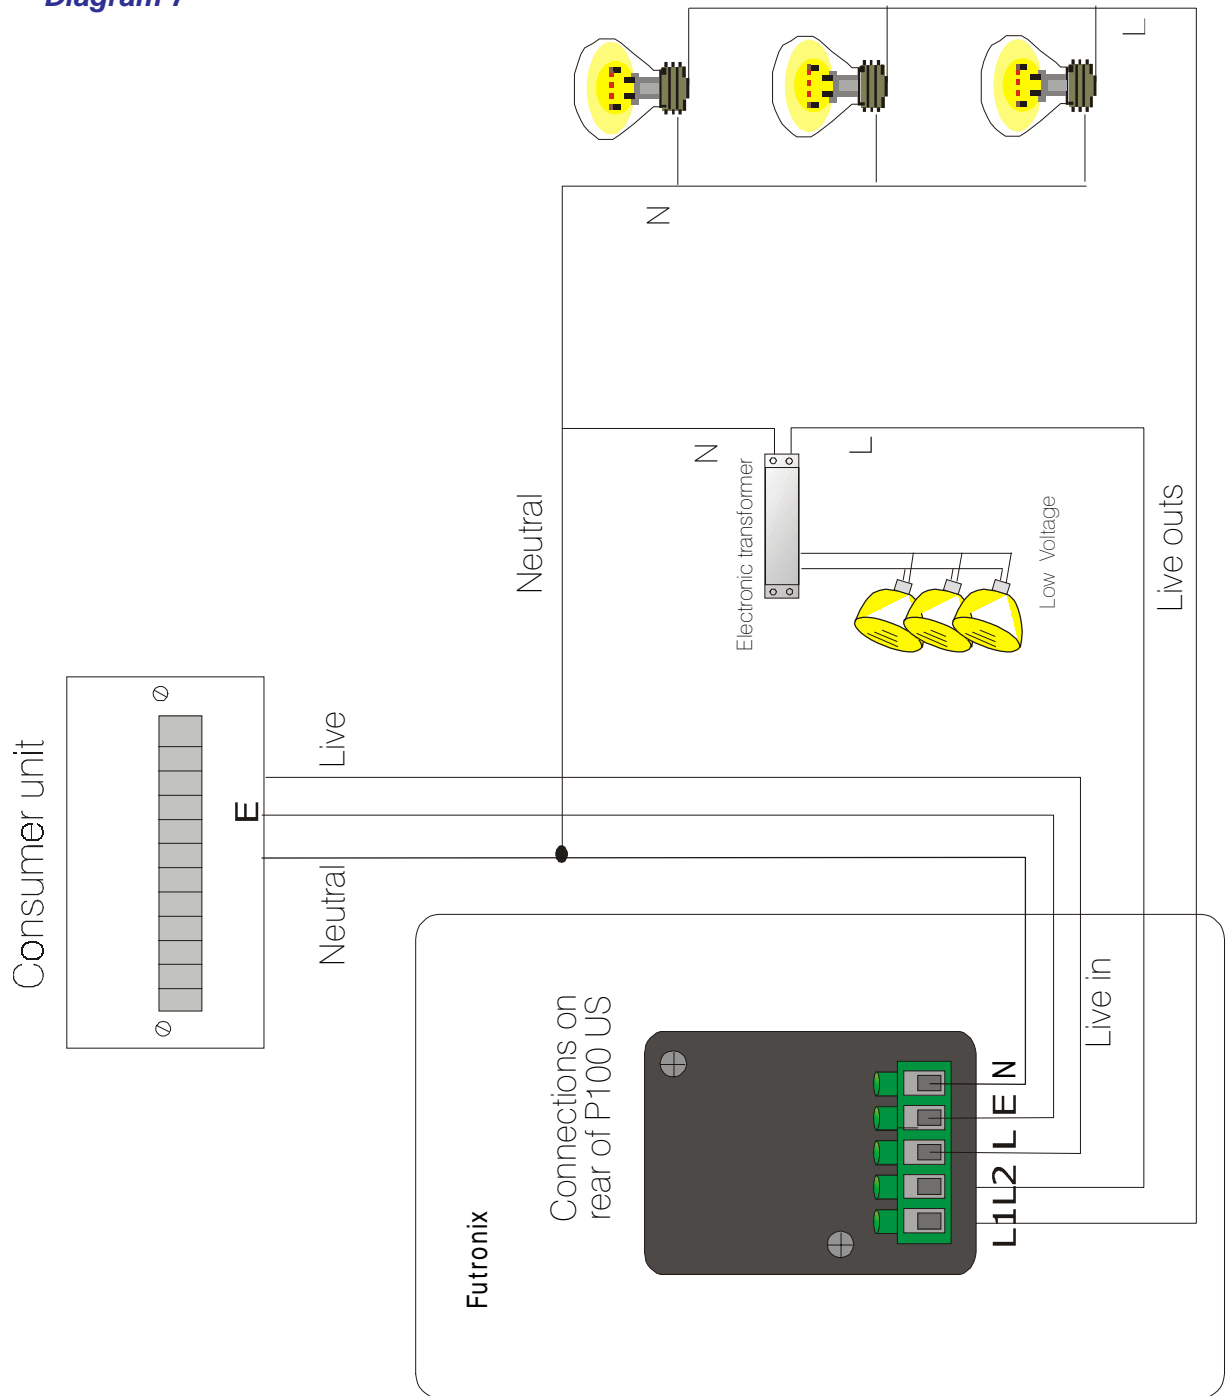 Diagram 7
L
N
N
L
Neutral
Electronic transformer
Low Voltage
Live outs
Consumer unit
E
Live
Neutral
Live in
Connections on
rear of P100 US
L1 L2 L E N
Futronix